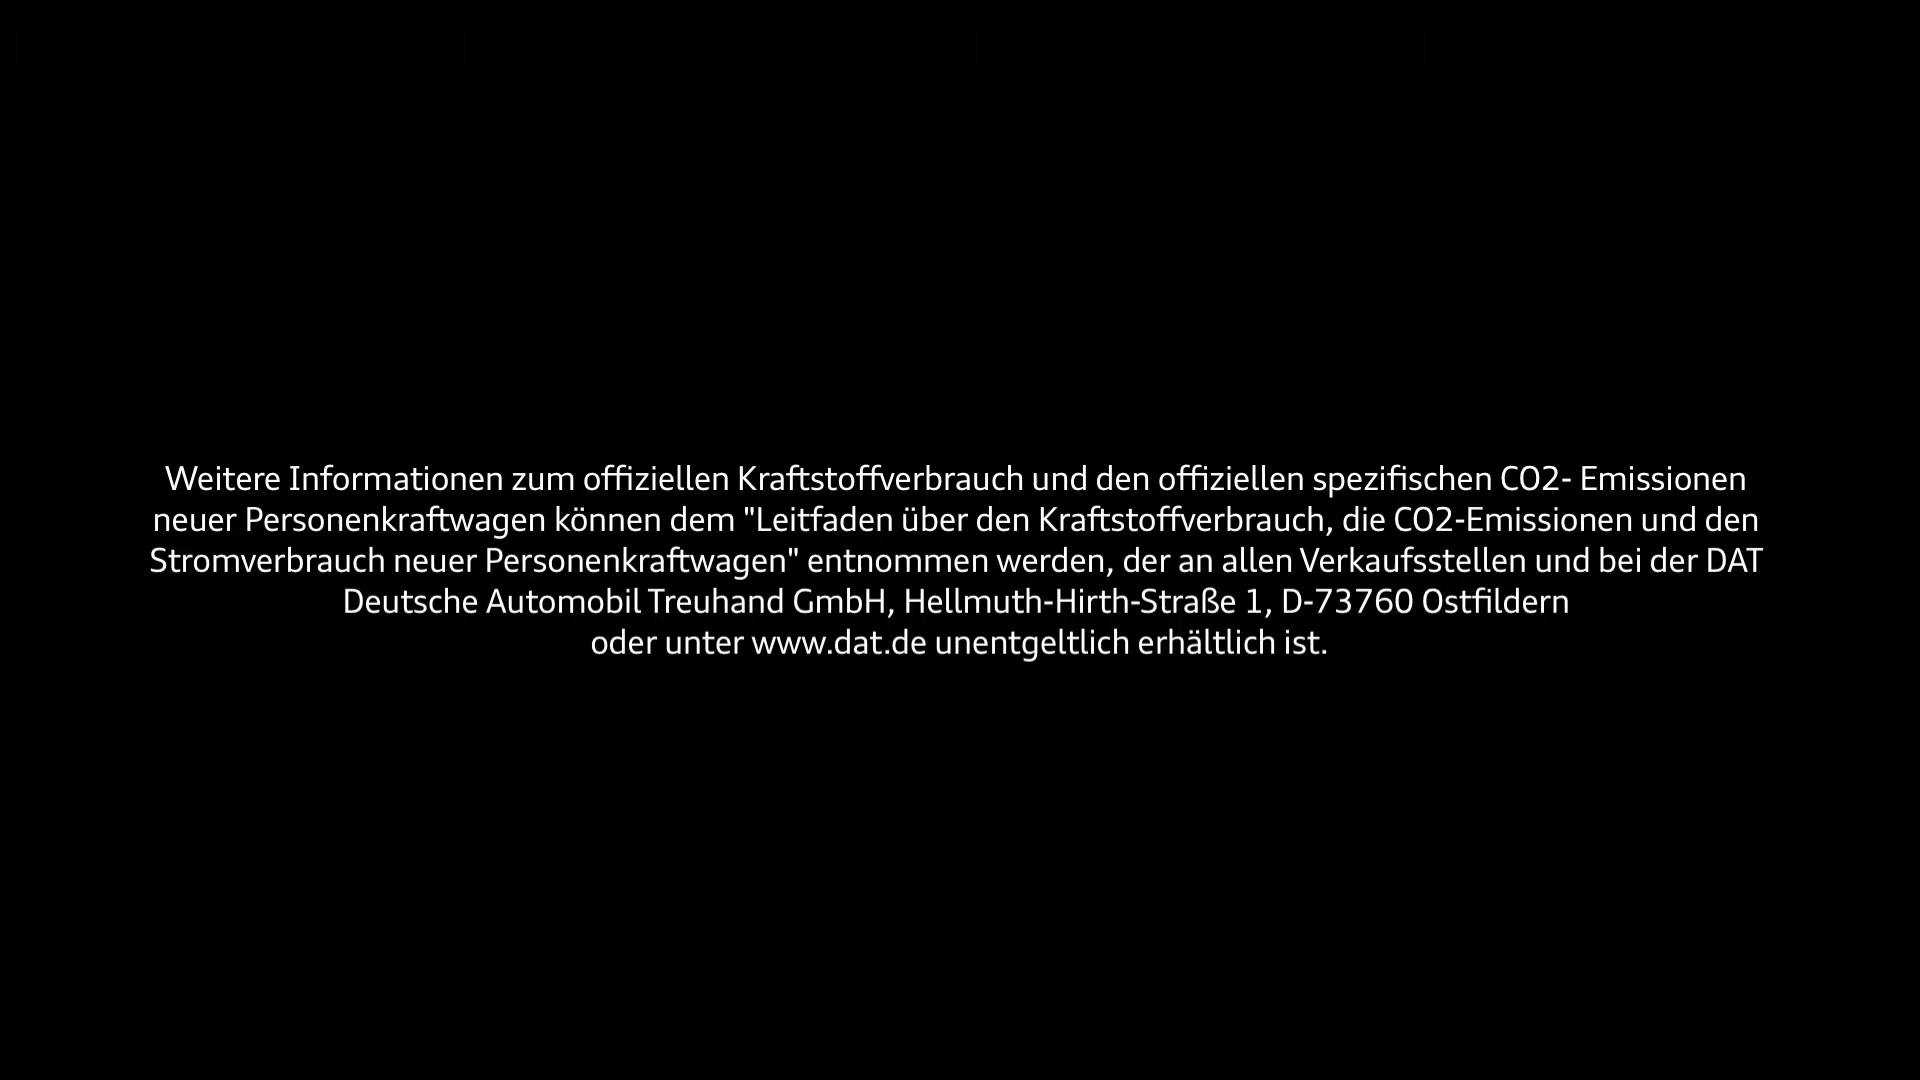 Weitere Informationen zum offiziellen Kraftstoffverbrauch und den offiziellen spezifischen CO2- Emissionen
neuer Personenkraftwagen können dem "Leitfaden über den Kraftstoffverbrauch, die CO2-Emissionen und den
Stromverbrauch neuer Personenkraftwagen" entnommen werden, der an allen Verkaufsstellen und bei der DAT
Deutsche Automobil Treuhand GmbH, Hellmuth-Hirth-Straße 1, D-73760 Ostfildern
oder unter www.dat.de unentgeltlich erhältlich ist.